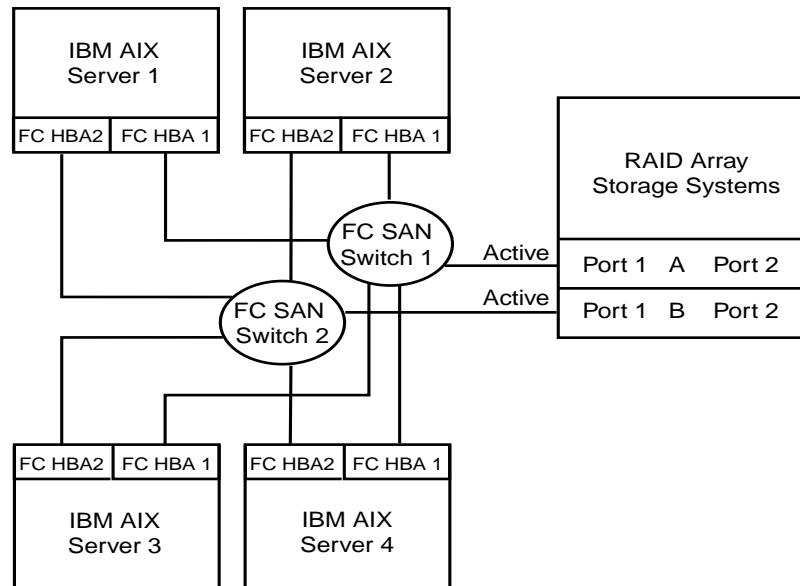 IBM AIX
Server 1
FC HBA2 FC HBA 1
IBM AIX
Server 2
FC HBA2 FC HBA 1
RAID Array
Storage Systems
Port 1 A Port 2
Port 1 B Port 2
FC SAN
Switch 1
Active
FC SAN
Switch 2
Active
FC HBA2 FC HBA 1
IBM AIX
Server 3
FC HBA2 FC HBA 1
IBM AIX
Server 4